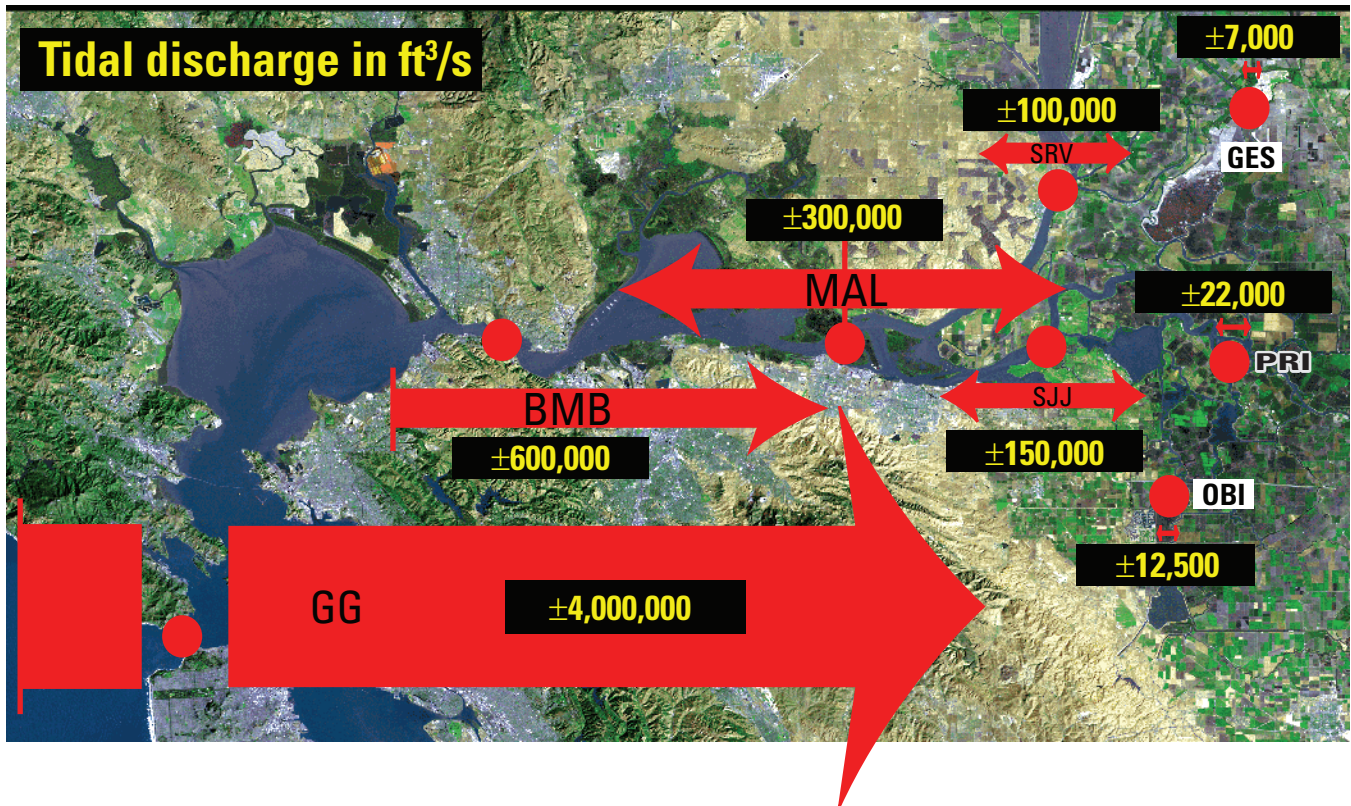 Tidal discharge in ft³/s
±7,000
GES
±100,000
SRV
±300,000
MAL
±22,000
PRI
BMB
±600,000
SJJ
±150,000
OBI
±12,500
GG
±4,000,000